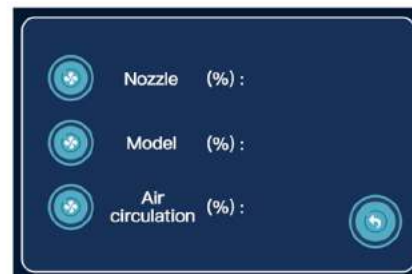 Nozzle (%) :
Model (%) :
Air
circulation (%) :